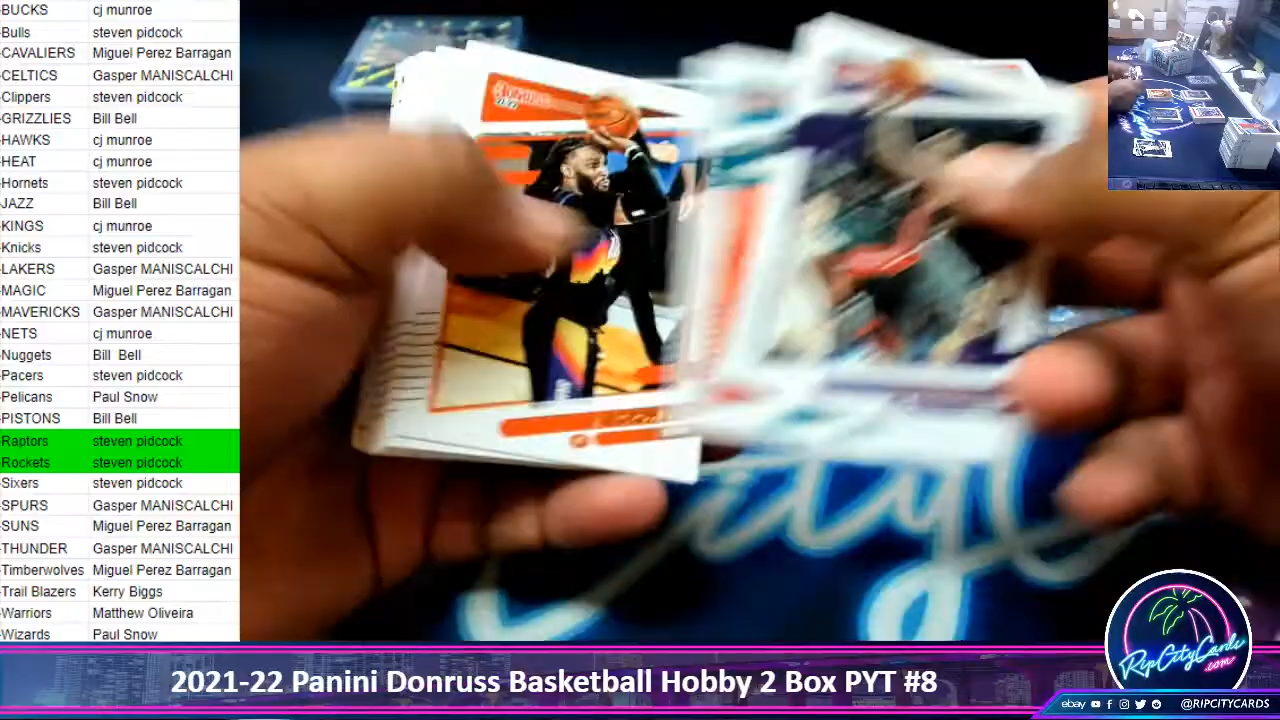 -BUCKS cj munroe
-Bulls steven pidcock
-CAVALIERS Miguel Perez Barragan
-CELTICS Gasper MANISCALCHI
-Clippers steven pidcock
-GRIZZLIES Bill Bell
-HAWKS cj munroe
-HEAT cj munroe
-Hornets steven pidcock
-JAZZ Bill Bell
-KINGS cj munroe
-Knicks steven pidcock
-LAKERS Gasper MANISCALCHI
-MAGIC Miguel Perez Barragan
-MAVERICKS Gasper MANISCALCHI
-NETS cj munroe
-Nuggets Bill Bell
-Pacers steven pidcock
-Pelicans Paul Snow
-PISTONS Bill Bell
-Raptors steven pidcock
-Rockets steven pidcock
-Sixers steven pidcock
-SPURS Gasper MANISCALCHI
-SUNS Miguel Perez Barragan
-THUNDER Gasper MANISCALCHI
-Timberwolves Miguel Perez Barragan
-Trail Blazers Kerry Biggs
-Warriors Matthew Oliveira
-Wizards Paul Snow
2021-22 Panini Donruss Basketball Hobby 2 Box PYT #8
RipCityCards
.com
ebay @RIPCITYCARDS